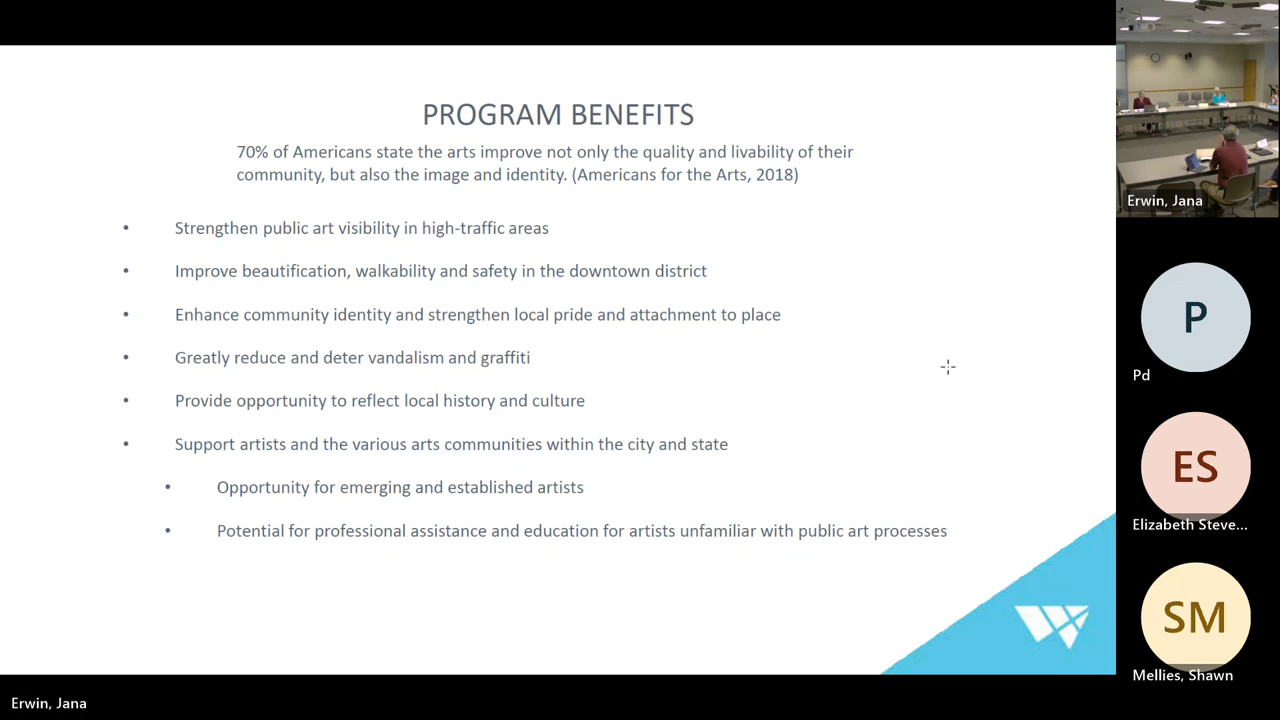 PROGRAM BENEFITS
70% of Americans state the arts improve not only the quality and livability of their
community, but also the image and identity. (Americans for the Arts, 2018)
• Strengthen public art visibility in high-traffic areas
• Improve beautification, walkability and safety in the downtown district
• Enhance community identity and strengthen local pride and attachment to place
• Greatly reduce and deter vandalism and graffiti
• Provide opportunity to reflect local history and culture
• Support artists and the various arts communities within the city and state
• Opportunity for emerging and established artists
• Potential for professional assistance and education for artists unfamiliar with public art processes
Erwin, Jana
P
Pd
ES
Elizabeth Steve...
SM
Mellies, Shawn
Erwin, Jana